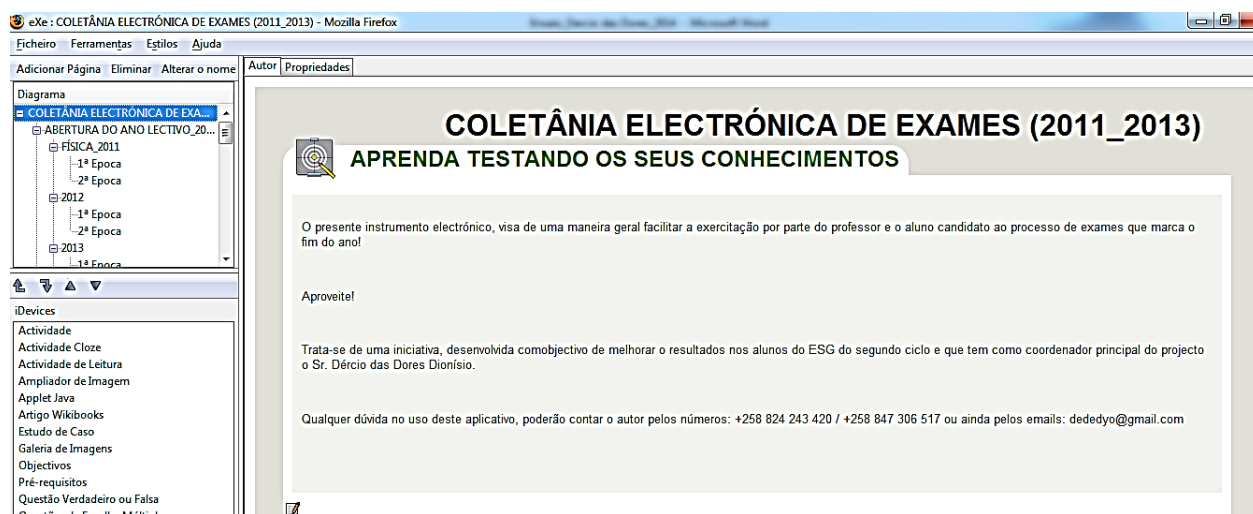 eXe : COLETÂNIA ELECTRÓNICA DE EXAMES (2011_2013) - Mozilla Firefox
Ficheiro Ferramentas Estilos Ajuda
Adicionar Página Eliminar Alterar o nome
Autor Propriedades
Diagrama
COLETÂNIA ELECTRÓNICA DE EXA...
ABERTURA DO ANO LECTIVO_20...
FÍSICA_2011
1ª Epoca
2ª Epoca
2012
1ª Epoca
2ª Epoca
2013
1ª Epoca
iDevices
Actividade
Actividade Cloze
Actividade de Leitura
Ampliador de Imagem
Applet Java
Artigo Wikibooks
Estudo de Caso
Galeria de Imagens
Objectivos
Pré-requisitos
Questão Verdadeiro ou Falsa
COLETÂNIA ELECTRÓNICA DE EXAMES (2011_2013)
APRENDA TESTANDO OS SEUS CONHECIMENTOS
O presente instrumento electrónico, visa de uma maneira geral facilitar a exercitação por parte do professor e o aluno candidato ao processo de exames que marca o
fim do ano!
Aproveite!
Trata-se de uma iniciativa, desenvolvida comobjectivo de melhorar o resultados nos alunos do ESG do segundo ciclo e que tem como coordenador principal do projecto
o Sr. Dércio das Dores Dionísio.
Qualquer dúvida no uso deste aplicativo, poderão contar o autor pelos números: +258 824 243 420 / +258 847 306 517 ou ainda pelos emails: dededyo@gmail.com